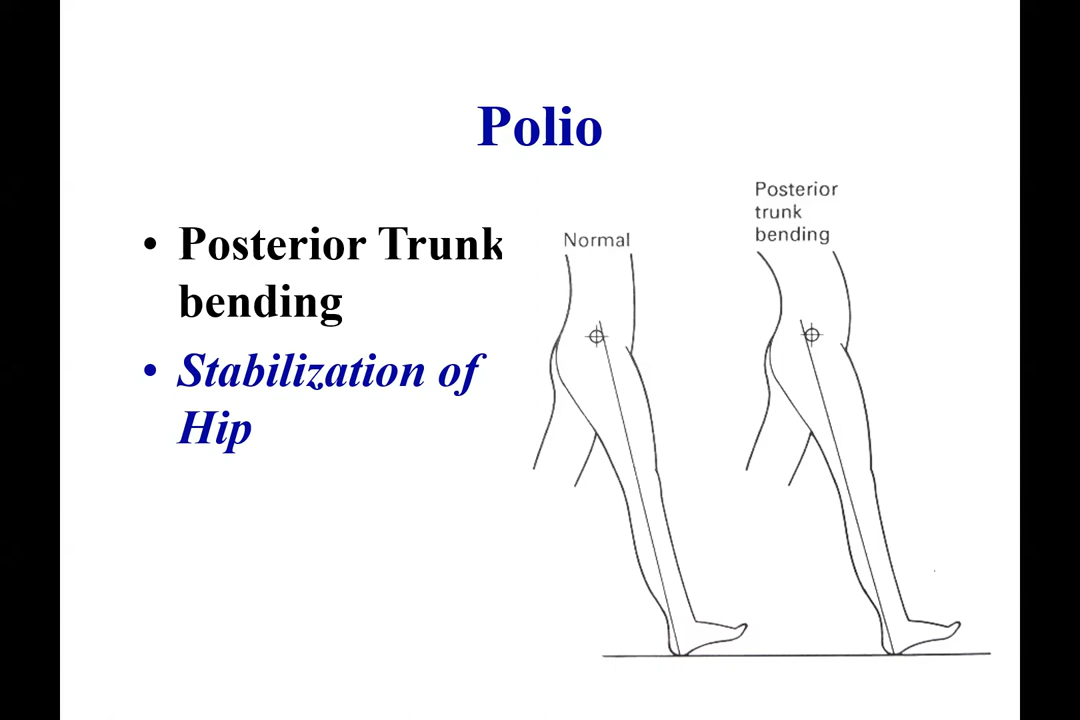 Polio
• Posterior Trunk
bending
• Stabilization of
Hip
Normal
Posterior
trunk
bending